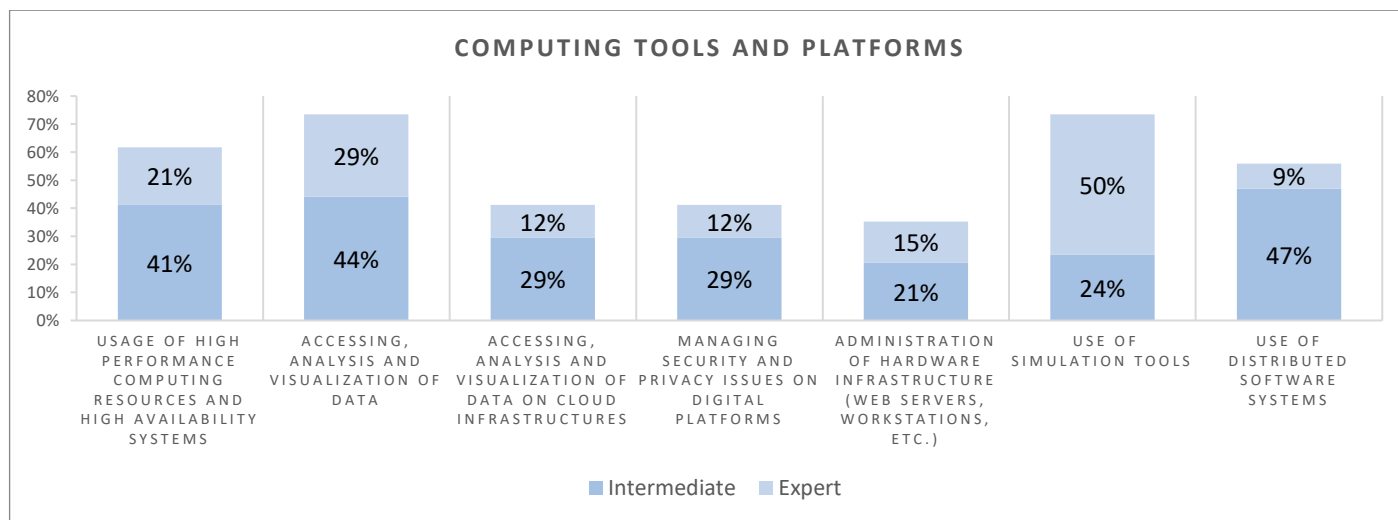 COMPUTING TOOLS AND PLATFORMS
80%
70%
60%
50%
40%
30%
20%
10%
0%
21%
41%
29%
44%
12%
29%
12%
29%
15%
21%
50%
24%
9%
47%
USAGE OF HIGH
PERFORMANCE
COMPUTING
RESOURCES AND
HIGH AVAILABILITY
SYSTEMS
ACCESSING,
ANALYSIS AND
VISUALIZATION OF
DATA
ACCESSING,
ANALYSIS AND
VISUALIZATION OF
DATA ON CLOUD
INFRASTRUCTURES
MANAGING
SECURITY AND
PRIVACY ISSUES ON
DIGITAL
PLATFORMS
ADMINISTRATION
OF HARDWARE
INFRASTRUCTURE
(WEB SERVERS,
WORKSTATIONS,
ETC.)
USE OF
SIMULATION TOOLS
USE OF
DISTRIBUTED
SOFTWARE
SYSTEMS
Intermediate
Expert